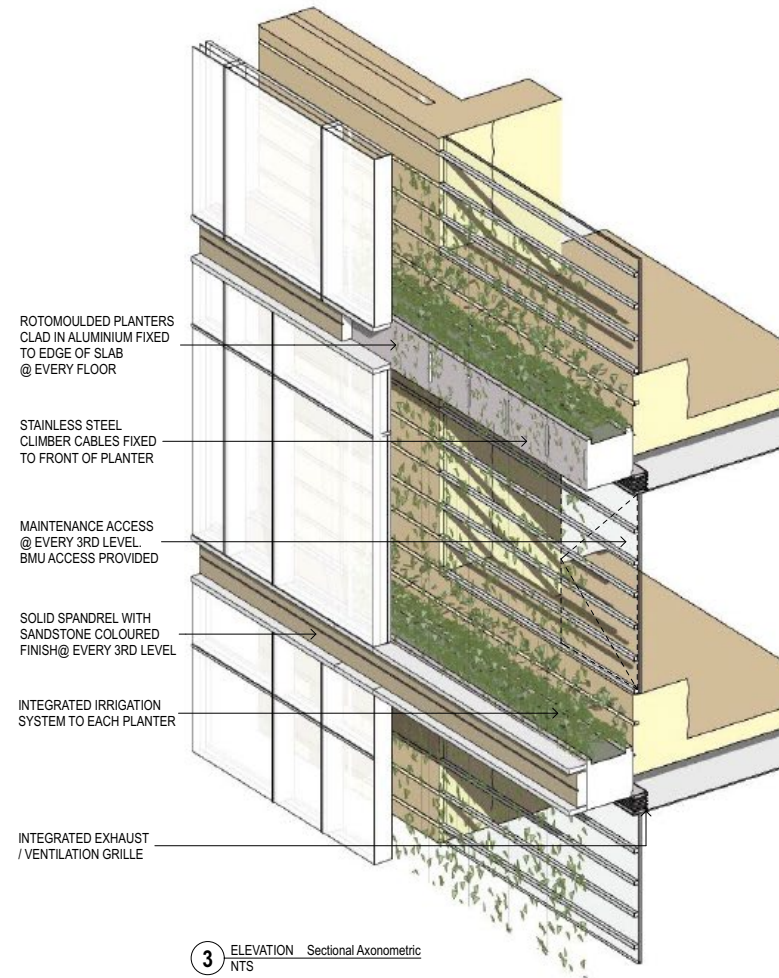 ROTOMOULDED PLANTERS
CLAD IN ALUMINIUM FIXED
TO EDGE OF SLAB
@ EVERY FLOOR
STAINLESS STEEL
CLIMBER CABLES FIXED
TO FRONT OF PLANTER
MAINTENANCE ACCESS
@ EVERY 3RD LEVEL.
BMU ACCESS PROVIDED
SOLID SPANDREL WITH
SANDSTONE COLOURED
FINISH@ EVERY 3RD LEVEL
INTEGRATED IRRIGATION
SYSTEM TO EACH PLANTER
INTEGRATED EXHAUST
/ VENTILATION GRILLE
3 ELEVATION Sectional Axonometric
NTS